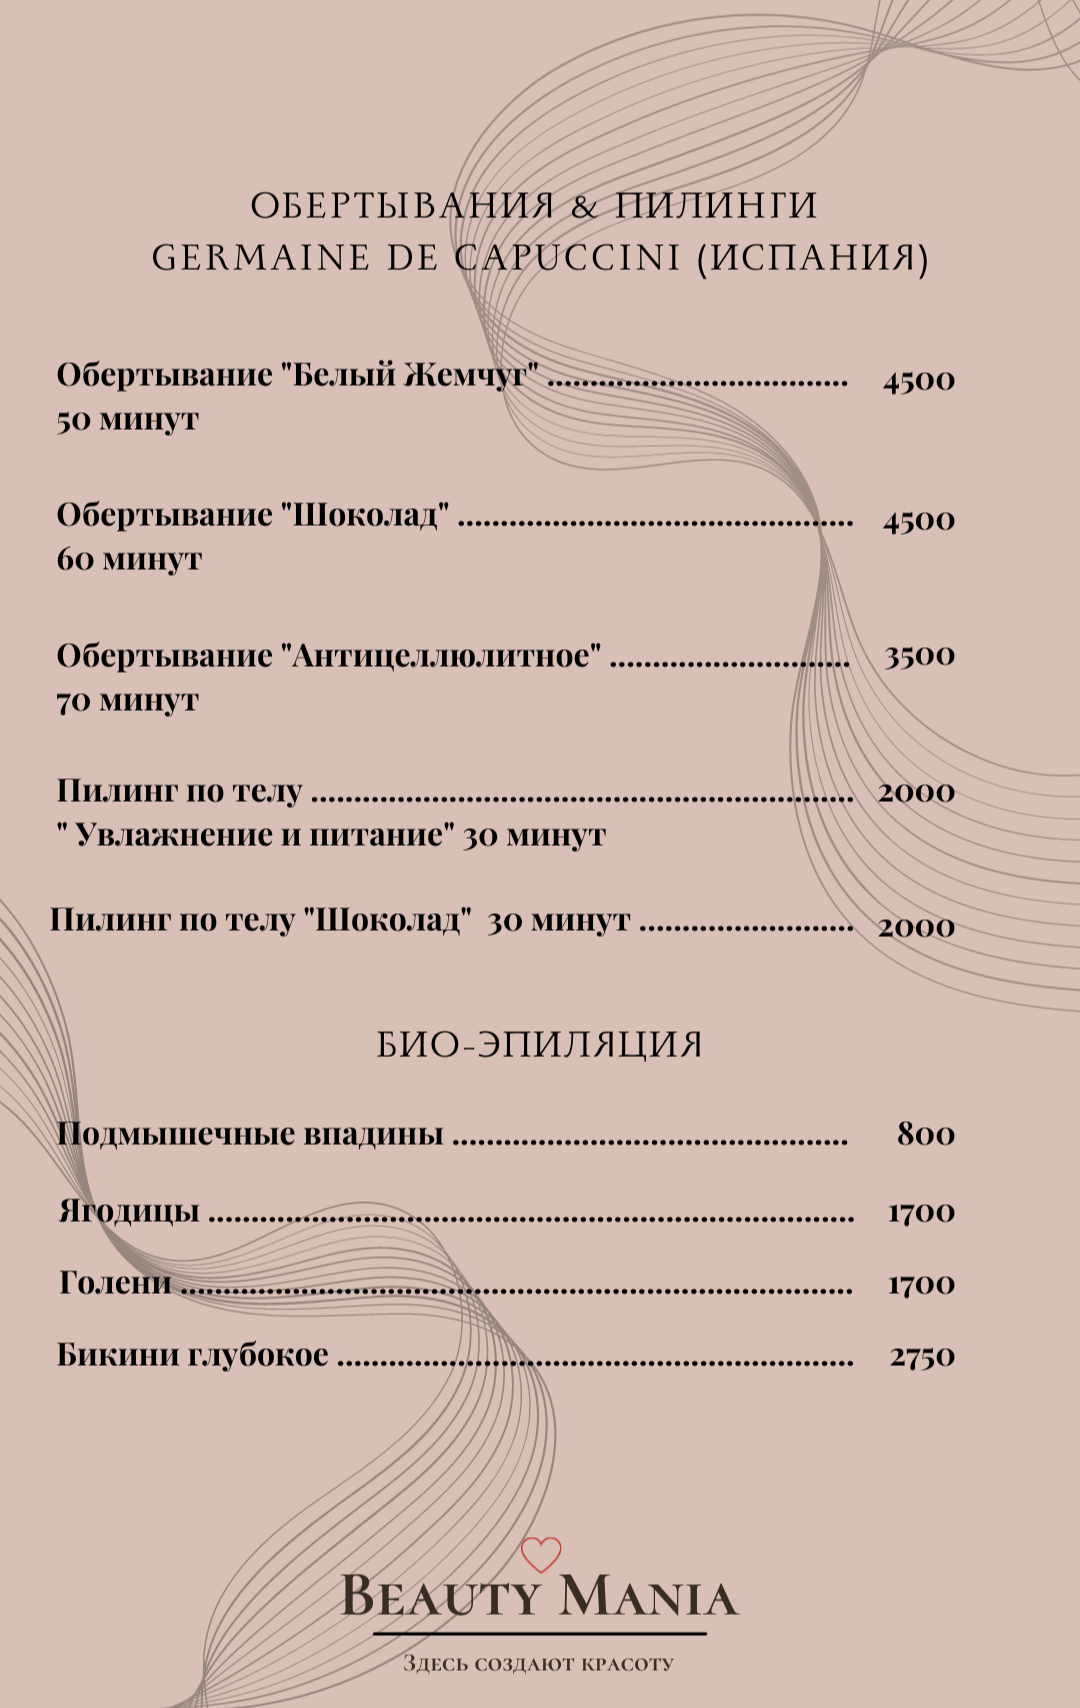 ОБЕРТЫВАНИЯ & ПИЛИНГИ
GERMAINE DE CAPUCCINI (ИСПАНИЯ)
Обертывание "Белый Жемчуг" .................................... 4500
50 минут
Обертывание "Шоколад" ............................................... 4500
60 минут
Обертывание "Антицеллюлитное" ............................. 3500
70 минут
Пилинг по телу ................................................................. 2000
" Увлажнение и питание" 30 минут
Пилинг по телу "Шоколад"  30 минут .......................... 2000
БИО-ЭПИЛЯЦИЯ
Подмышечные впадины ............................................... 800
Ягодицы ............................................................................. 1700
Голени ................................................................................ 1700
Бикини глубокое .............................................................. 2750
BEAUTY MANIA
ЗДЕСЬ СОЗДАЮТ КРАСОТУ